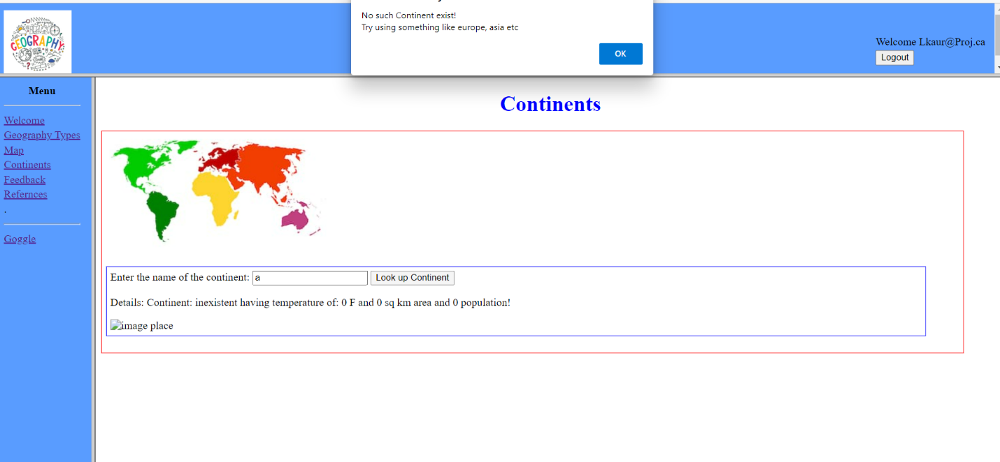 No such Continent exist!
Try using something like europe, asia etc
OK
GEOGRAPHY
Welcome Lkaur@Proj.ca
Logout
Menu
Welcome
Geography Types
Map
Continents
Feedback
Refernces
.
Goggle
Continents
Enter the name of the continent: a Look up Continent
Details: Continent: inexistent having temperature of: 0 F and 0 sq km area and 0 population!
image place